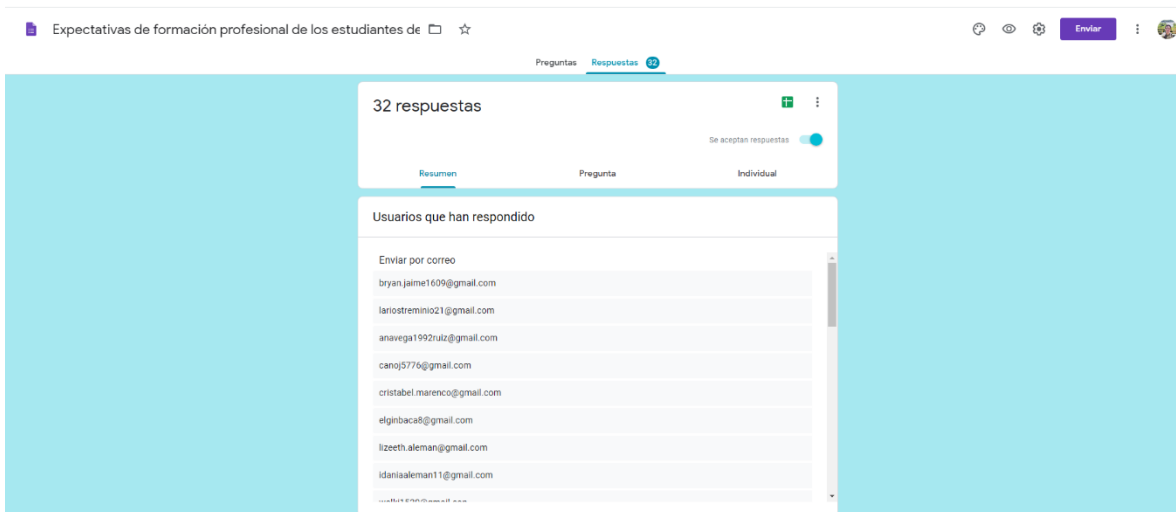 Expectativas de formación profesional de los estudiantes de
Enviar
Preguntas Respuestas 32
32 respuestas
Se aceptan respuestas
Resumen Pregunta Individual
Usuarios que han respondido
Enviar por correo
bryan.jaime1609@gmail.com
lariostreminio21@gmail.com
anavega1992ruiz@gmail.com
canoj5776@gmail.com
cristabel.marenco@gmail.com
elginbaca8@gmail.com
lizeeth.aleman@gmail.com
idaniaaleman11@gmail.com